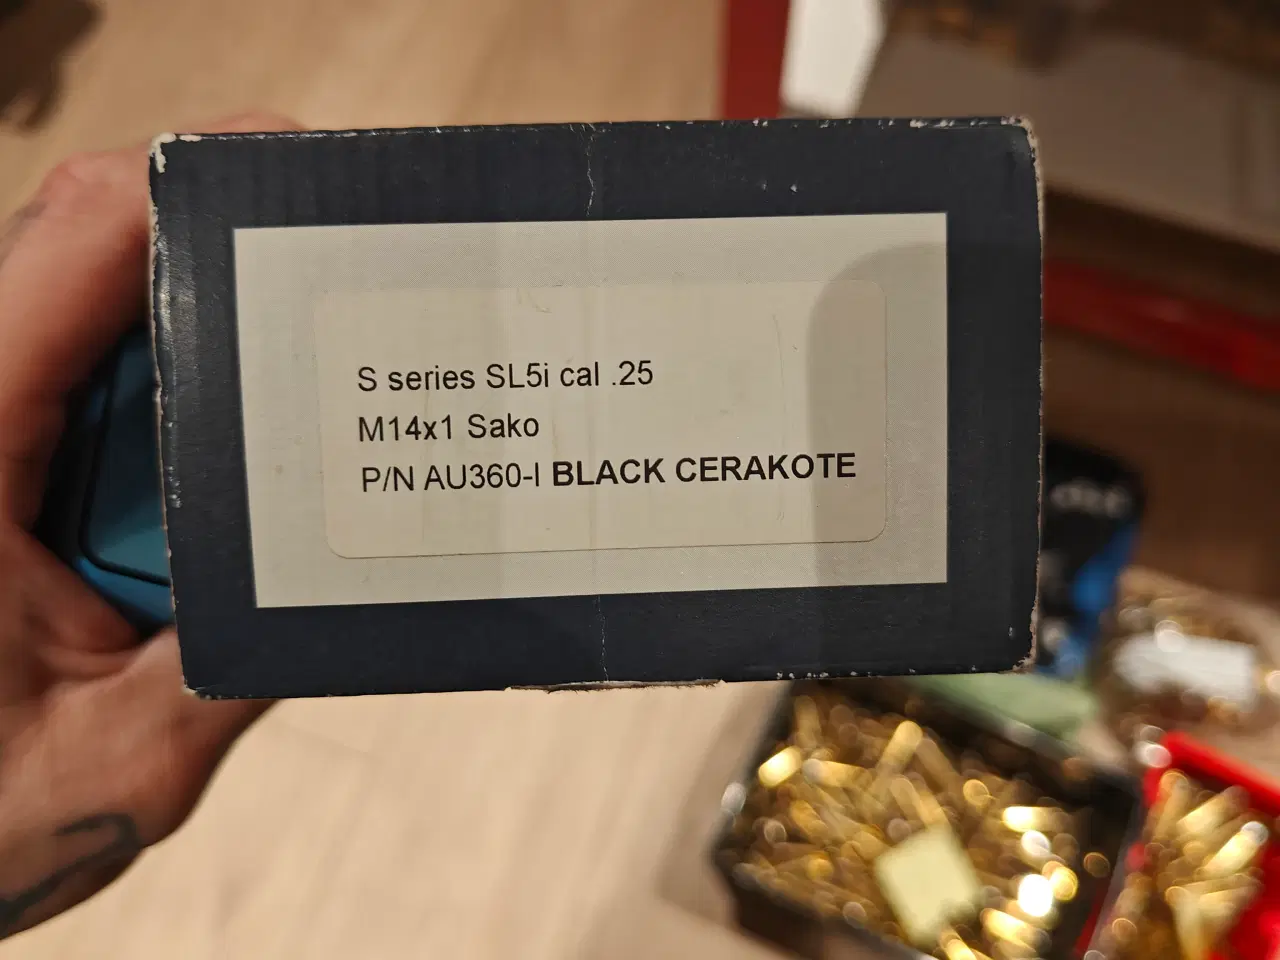 S series SL5i cal .25
M14x1 Sako
P/N AU360-I BLACK CERAKOTE